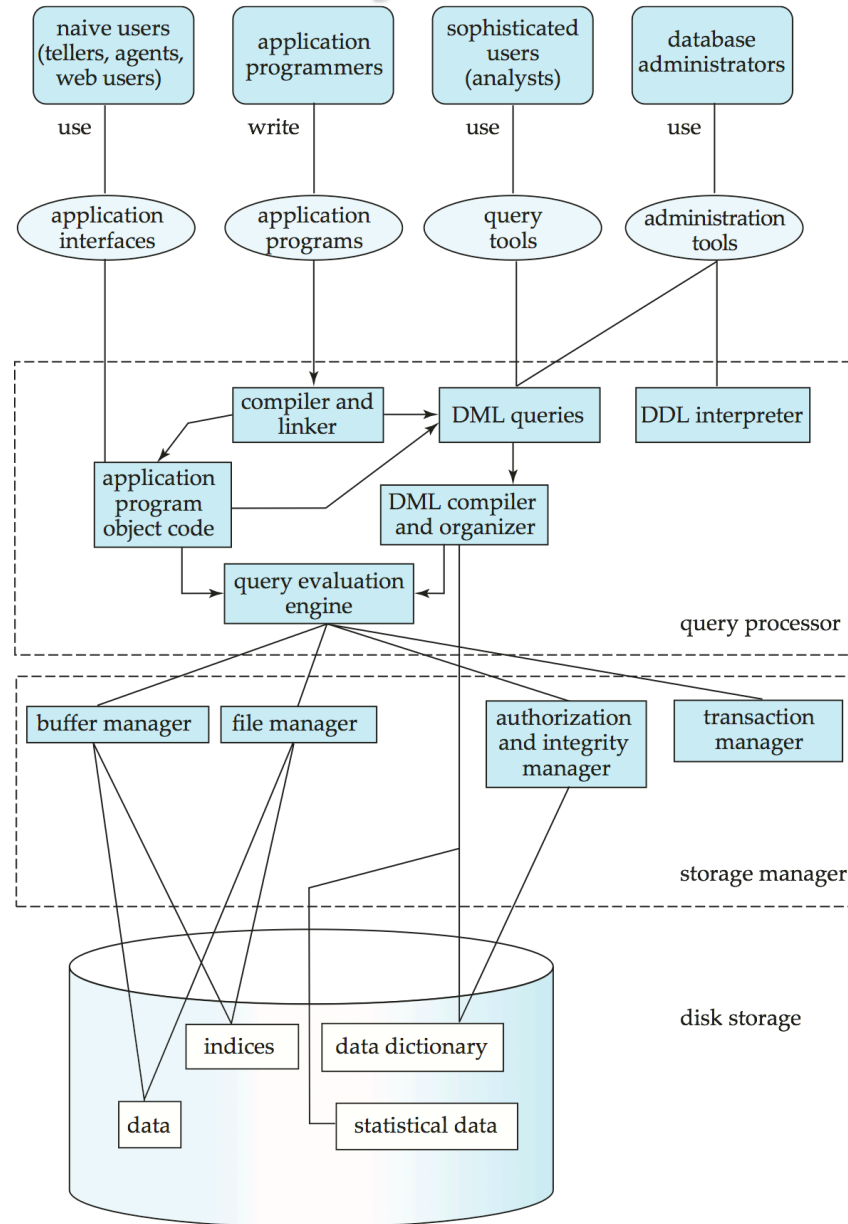 naive users
(tellers, agents,
web users)
application
programmers
sophisticated
users
(analysts)
database
administrators
use
write
use
use
application
interfaces
application
programs
query
tools
administration
tools
compiler and
linker
DML queries
DDL interpreter
application
program
object code
DML compiler
and organizer
query evaluation
engine
query processor
buffer manager
file manager
authorization
and integrity
manager
transaction
manager
storage manager
disk storage
indices
data dictionary
data
statistical data